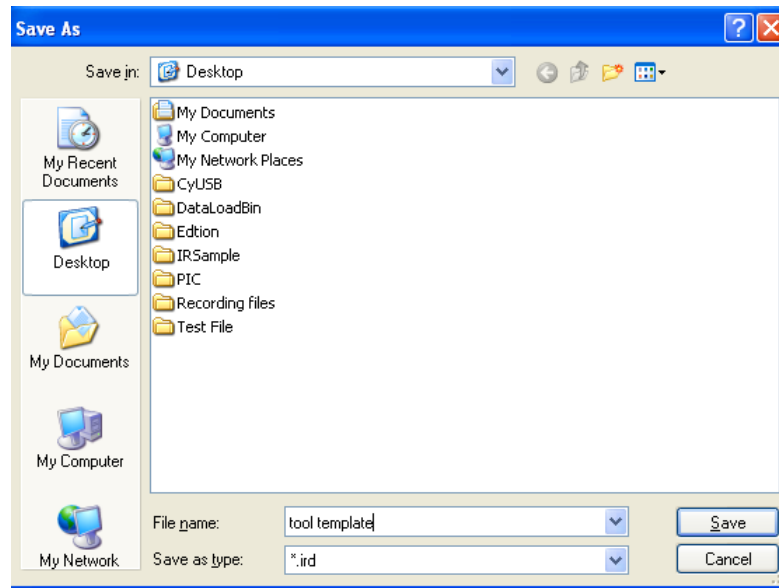 Save As
Save in:
Desktop
My Recent
Documents
Desktop
My Documents
My Computer
My Network
My Documents
My Computer
My Network Places
CyUSB
DataLoadBin
Edtion
IRSample
PIC
Recording files
Test File
File name:
tool template
Save
Save as type:
*.ird
Cancel